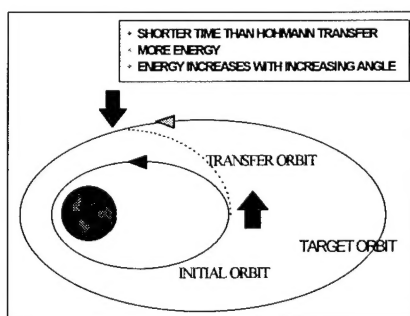 SHORTER TIME THAN HOHMANN TRANSFER
MORE ENERGY
ENERGY INCREASES WITH INCREASING ANGLE
TRANSFER ORBIT
TARGET ORBIT
INITIAL ORBIT